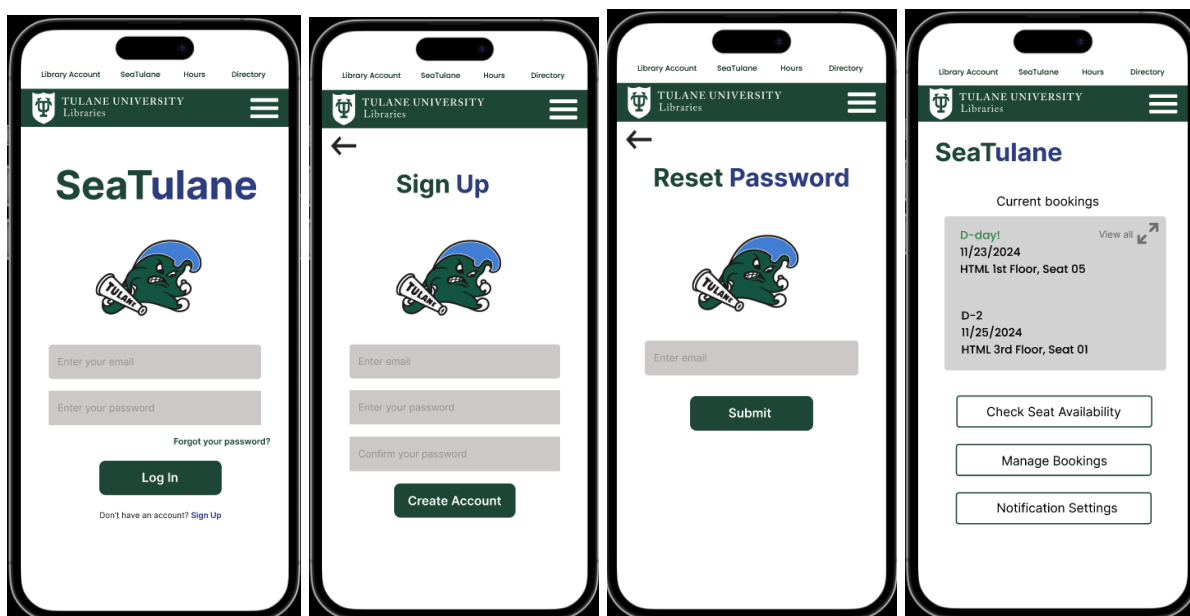 Library Account SeaTulane Hours Directory
TULANE UNIVERSITY
Libraries
SeaTulane
TULANE
Enter your email
Enter your password
Forgot your password?
Log In
Don't have an account? Sign Up
Library Account SeaTulane Hours Directory
TULANE UNIVERSITY
Libraries
Sign Up
TULANE
Enter email
Enter your password
Confirm your password
Create Account
Library Account SeaTulane Hours Directory
TULANE UNIVERSITY
Libraries
Reset Password
TULANE
Enter email
Submit
Library Account SeaTulane Hours Directory
TULANE UNIVERSITY
Libraries
SeaTulane
Current bookings
D-day! View all
11/23/2024
HTML 1st Floor, Seat 05
D-2
11/25/2024
HTML 3rd Floor, Seat 01
Check Seat Availability
Manage Bookings
Notification Settings